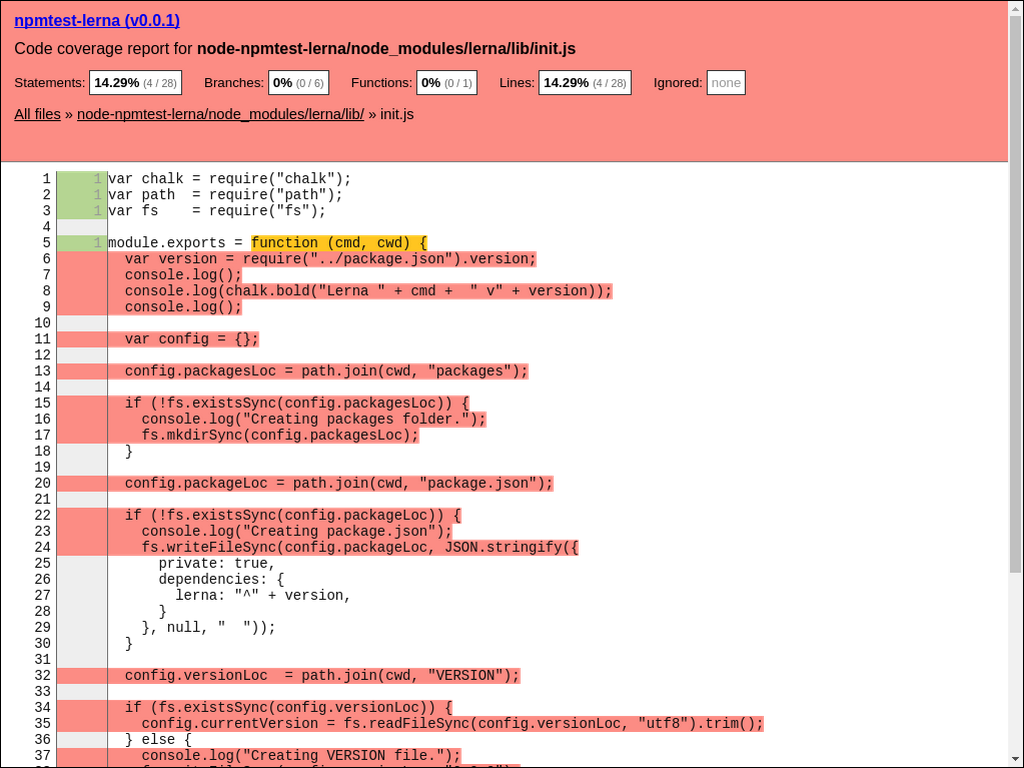 npmtest-lerna (v0.0.1)
Code coverage report for node-npmtest-lerna/node_modules/lerna/lib/init.js
Statements: 14.29% (4 / 28) Branches: 0% (0 / 6) Functions: 0% (0 / 1) Lines: 14.29% (4 / 28) Ignored: none
All files » node-npmtest-lerna/node_modules/lerna/lib/ » init.js
1 1 var chalk = require("chalk");
2 1 var path  = require("path");
3 1 var fs    = require("fs");
4
5 1 module.exports = function (cmd, cwd) {
6   var version = require("../package.json").version;
7   console.log();
8   console.log(chalk.bold("Lerna " + cmd +  " v" + version));
9   console.log();
10
11   var config = {};
12
13   config.packagesLoc = path.join(cwd, "packages");
14
15   if (!fs.existsSync(config.packagesLoc)) {
16     console.log("Creating packages folder.");
17     fs.mkdirSync(config.packagesLoc);
18   }
19
20   config.packageLoc = path.join(cwd, "package.json");
21
22   if (!fs.existsSync(config.packageLoc)) {
23     console.log("Creating package.json");
24     fs.writeFileSync(config.packageLoc, JSON.stringify({
25       private: true,
26       dependencies: {
27         lerna: "^" + version,
28       }
29     }, null, "  "));
30   }
31
32   config.versionLoc  = path.join(cwd, "VERSION");
33
34   if (fs.existsSync(config.versionLoc)) {
35     config.currentVersion = fs.readFileSync(config.versionLoc, "utf8").trim();
36   } else {
37     console.log("Creating VERSION file.");